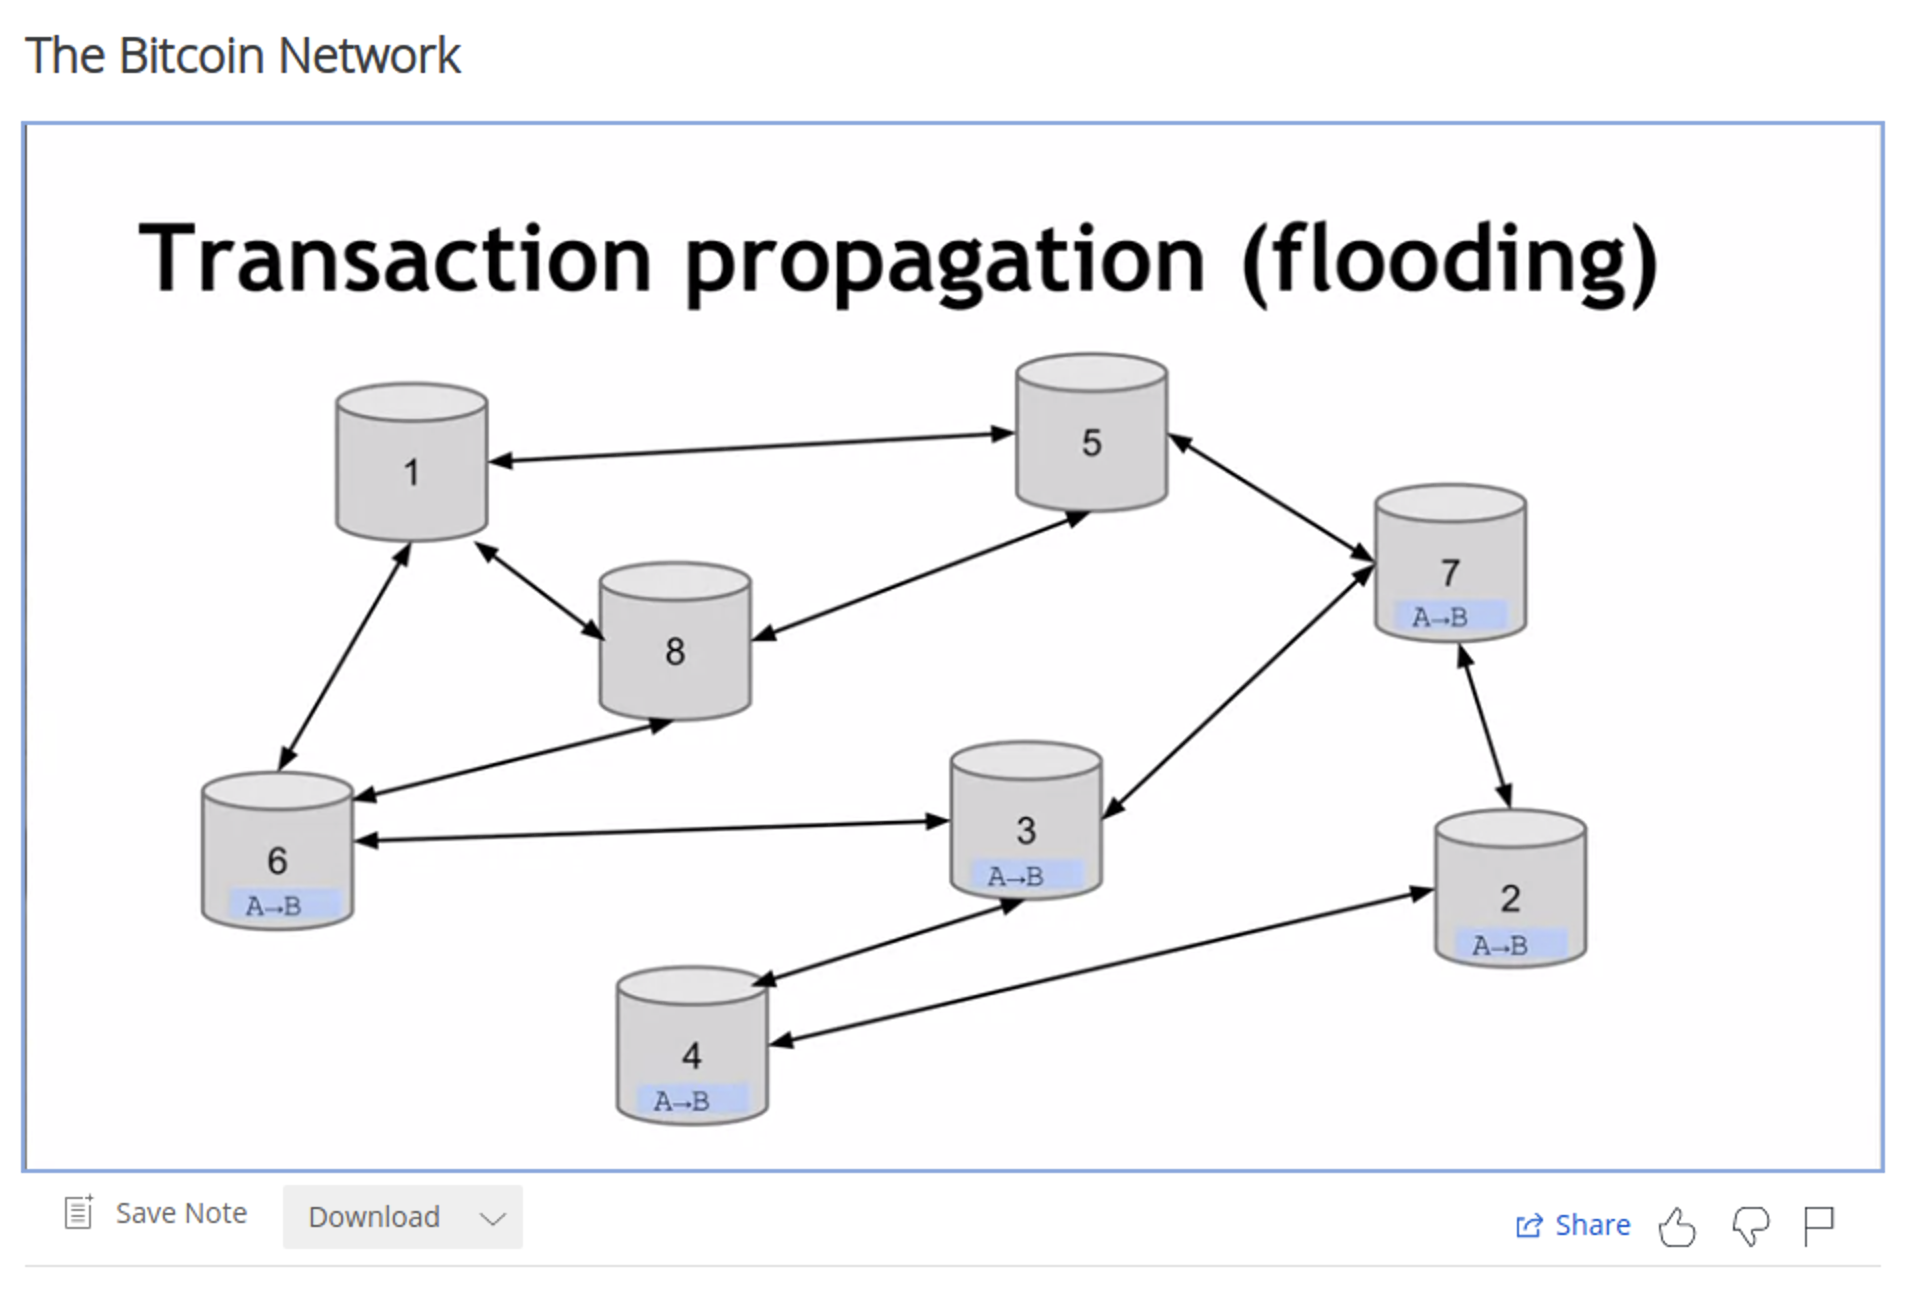 The Bitcoin Network
Transaction propagation (flooding)
1
5
7
A→B
8
3
A→B
6
A→B
2
A→B
4
A→B
Save Note
Download
Share